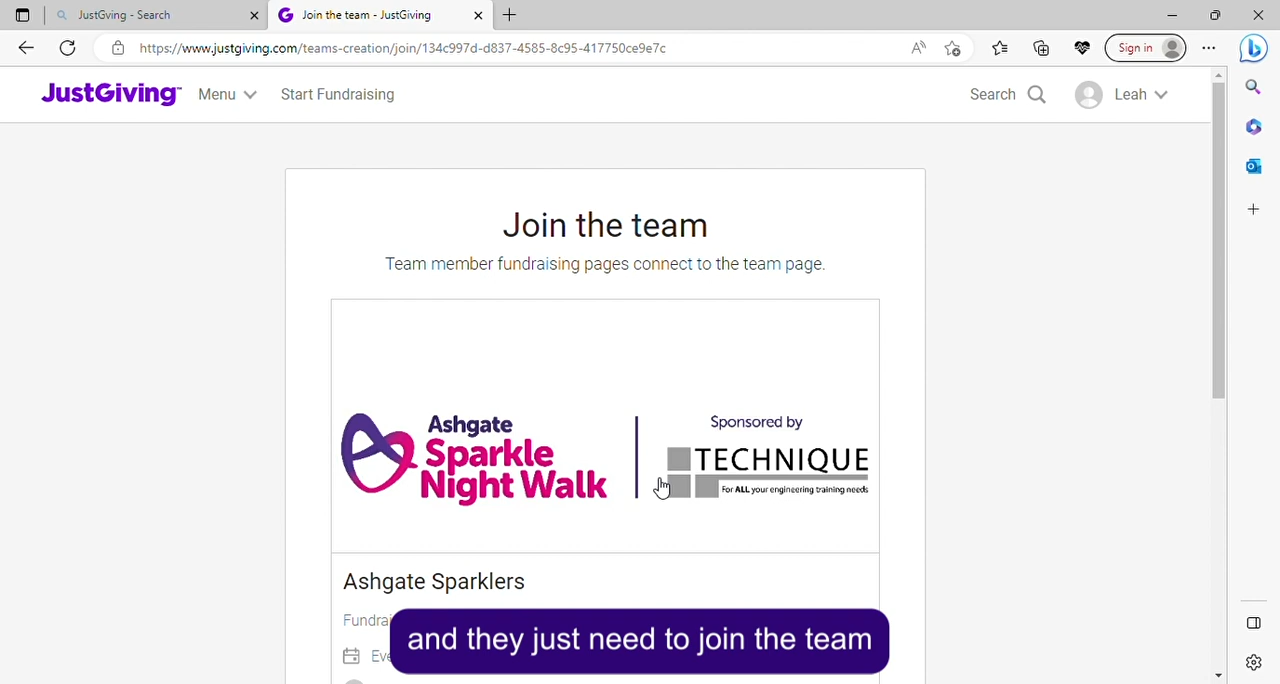 JustGving - Search
Join the team - JustGiving
https://www.justgiving.com/teams-creation/join/134c997d-d837-4585-8c95-417750ce9e7c
Sign in
JustGiving™
Menu
Start Fundraising
Search
Leah
Join the team
Team member fundraising pages connect to the team page.
Ashgate
Sparkle
Night Walk
Sponsored by
TECHNIQUE
For ALL your engineering training needs
Ashgate Sparklers
and they just need to join the team